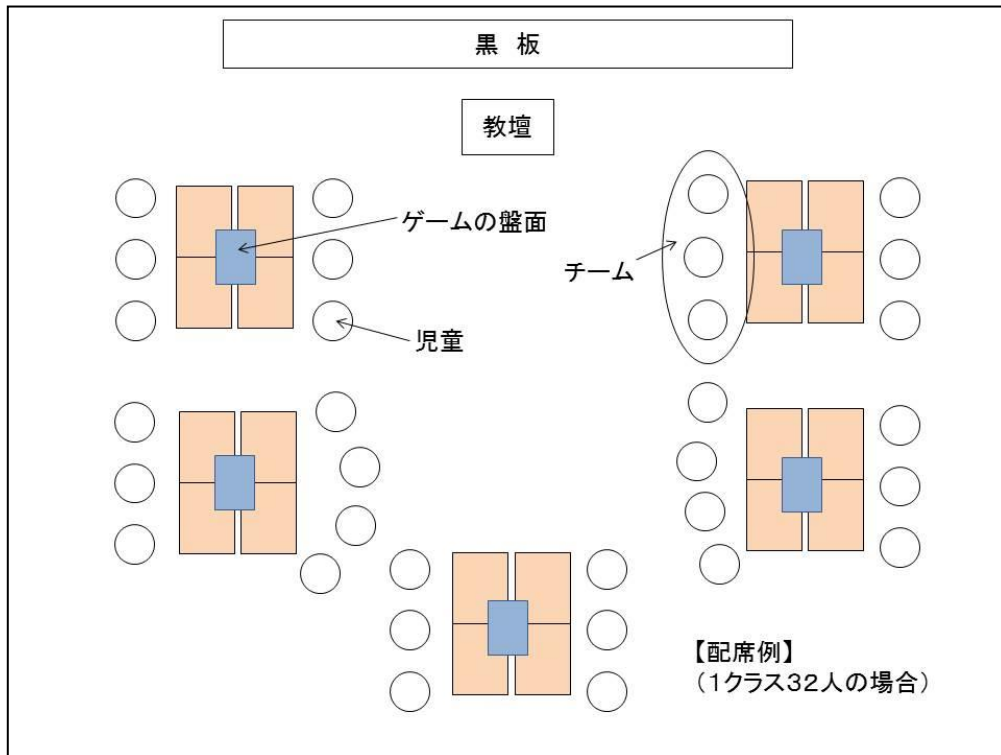 黒 板
教壇
ゲームの盤面
チーム
児童
【配席例】
（１クラス３２人の場合）